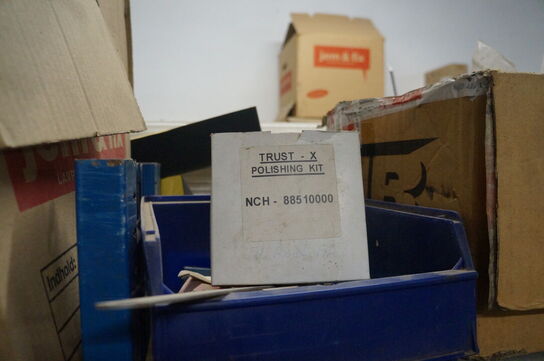 jem & fix
TRUST - X
POLISHING KIT
NCH - 88510000
Indhold: